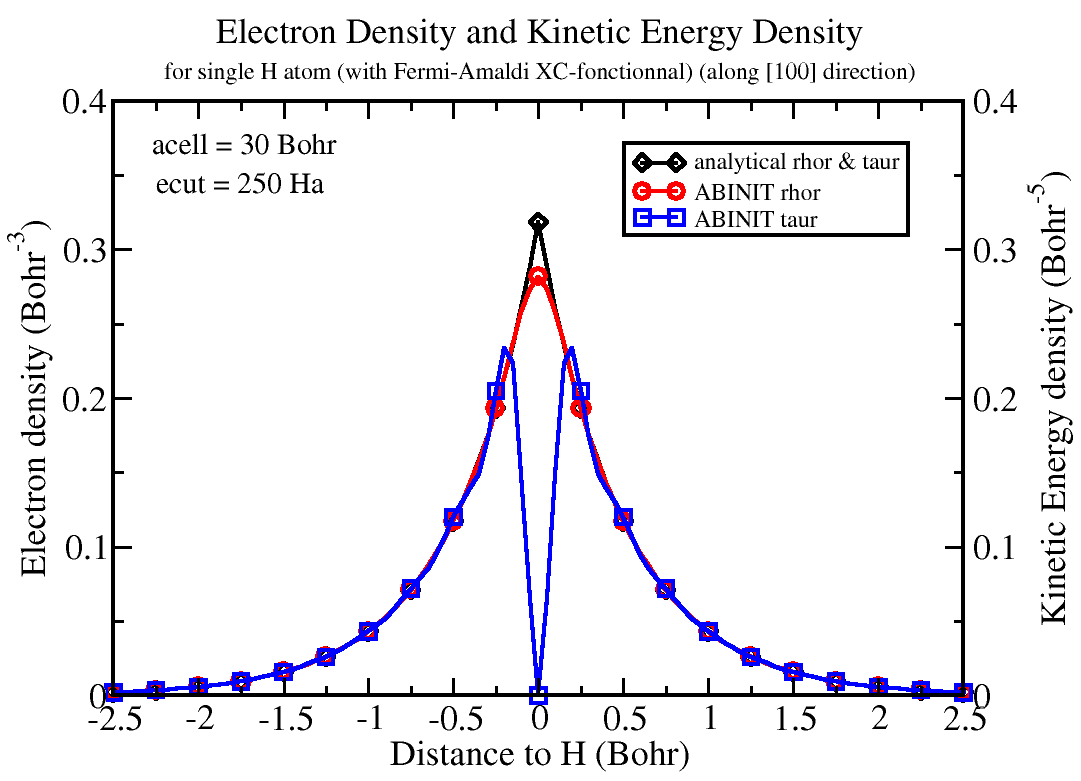 Electron Density and Kinetic Energy Density
for single H atom (with Fermi-Amaldi XC-fonctionnal) (along [100] direction)
acell = 30 Bohr
ecut = 250 Ha
analytical rhor & taur
ABINIT rhor
ABINIT taur
Electron density (Bohr^-3)
0.4
0.3
0.2
0.1
0
Kinetic Energy density (Bohr^-5)
0.4
0.3
0.2
0.1
0
-2.5 -2 -1.5 -1 -0.5 0 0.5 1 1.5 2 2.5
Distance to H (Bohr)